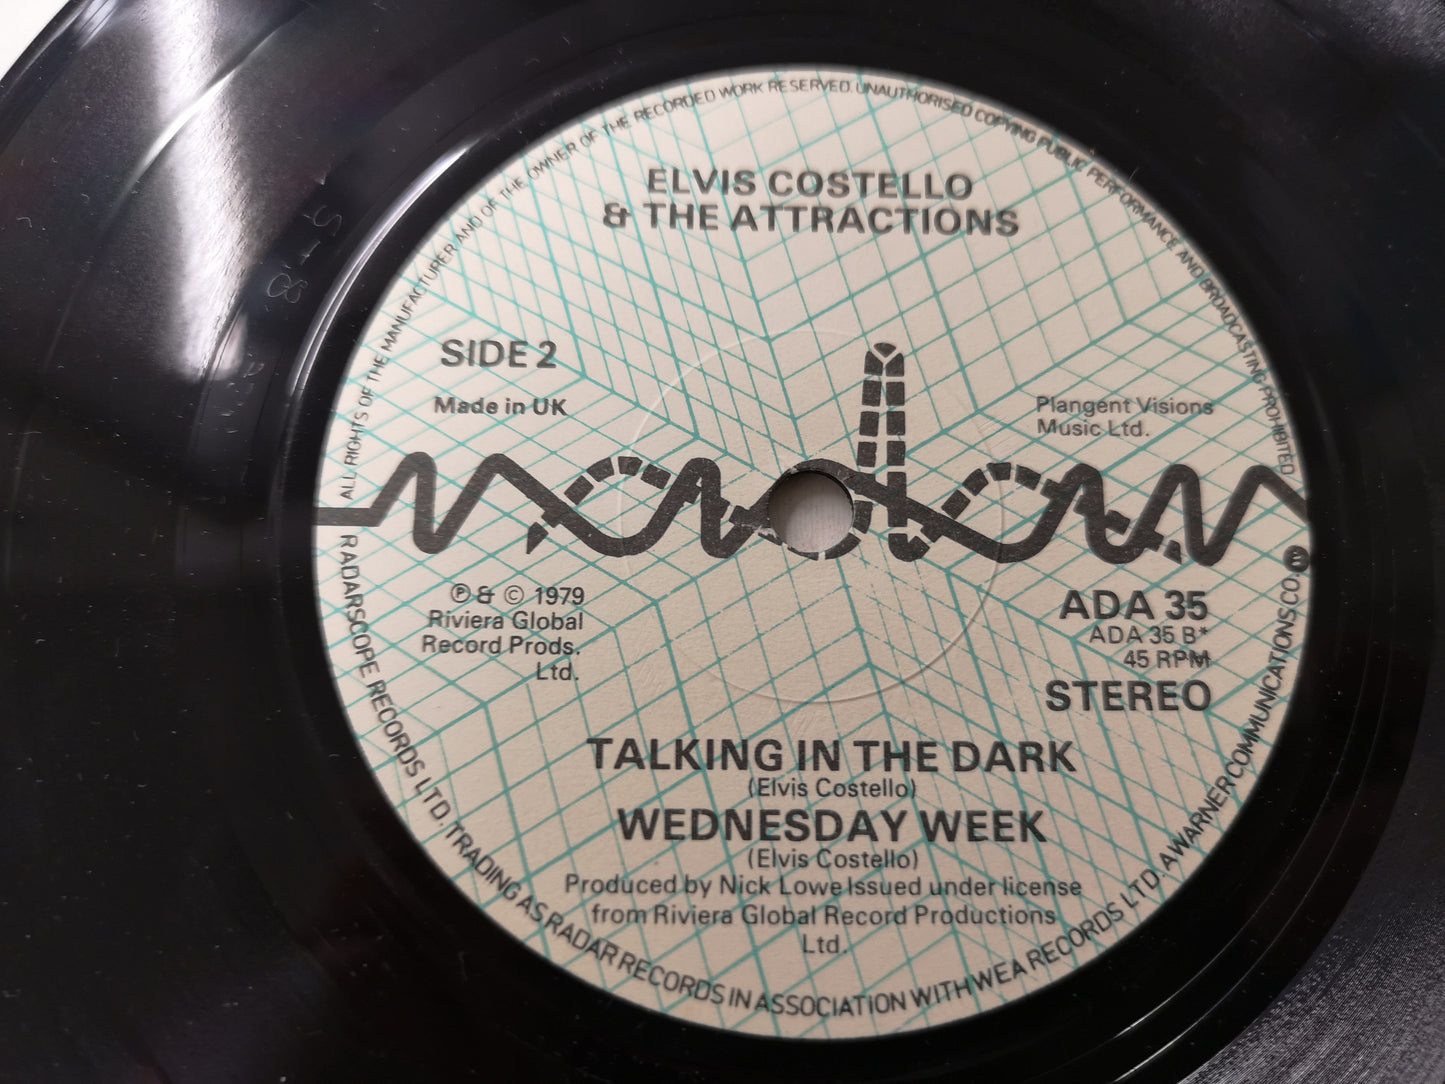 ELVIS COSTELLO
& THE ATTRACTIONS
SIDE 2
Made in UK
Plangent Visions
Music Ltd.
℗ & © 1979
Riviera Global
Record Prods.
Ltd.
ADA 35
ADA 35 B*
45 RPM
STEREO
TALKING IN THE DARK
(Elvis Costello)
WEDNESDAY WEEK
(Elvis Costello)
Produced by Nick Lowe Issued under license
from Riviera Global Record Productions
Ltd.
ALL RIGHTS OF THE MANUFACTURER AND OF THE OWNER OF THE RECORDED WORK RESERVED. UNAUTHORISED COPYING PUBLIC PERFORMANCE AND BROADCASTING PROHIBITED
RADARSCOPE RECORDS LTD. TRADING AS RADAR RECORDS IN ASSOCIATION WITH WEA RECORDS LTD. A WARNER COMMUNICATIONS CO.